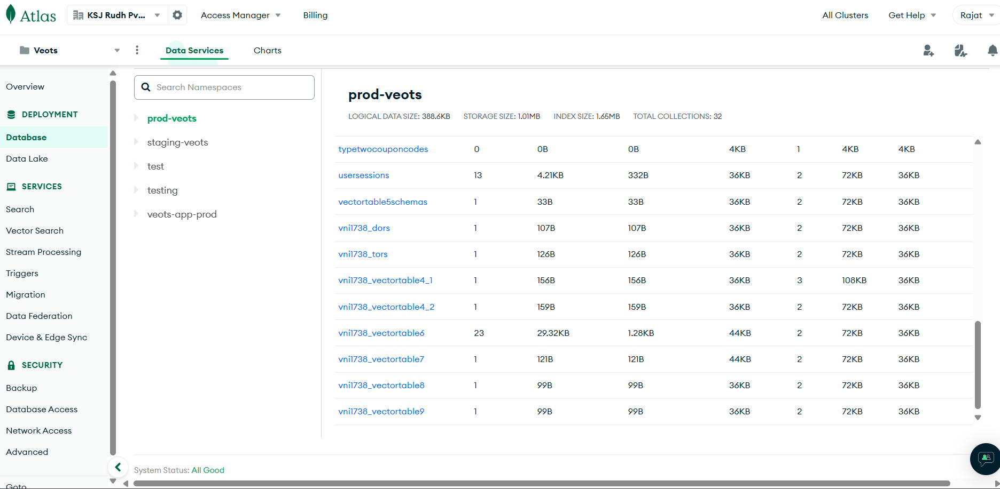 Atlas
KSJ Rudh Pv...
Access Manager
Billing
All Clusters
Get Help
Rajat
Veots
Data Services
Charts
Overview
DEPLOYMENT
Database
Data Lake
SERVICES
Search
Vector Search
Stream Processing
Triggers
Migration
Data Federation
Device & Edge Sync
SECURITY
Backup
Database Access
Network Access
Advanced
Goto
Search Namespaces
prod-veots
staging-veots
test
testing
veots-app-prod
prod-veots
LOGICAL DATA SIZE: 388.6KB STORAGE SIZE: 1.01MB INDEX SIZE: 1.65MB TOTAL COLLECTIONS: 32
typetwocouponcodes 0 0B 0B 4KB 1 4KB 4KB
usersessions 13 4.21KB 332B 36KB 2 72KB 36KB
vectortable5schemas 1 33B 33B 36KB 2 72KB 36KB
vni1738_dors 1 107B 107B 36KB 2 72KB 36KB
vni1738_tors 1 126B 126B 36KB 2 72KB 36KB
vni1738_vectortable4_1 1 156B 156B 36KB 3 108KB 36KB
vni1738_vectortable4_2 1 159B 159B 36KB 2 72KB 36KB
vni1738_vectortable6 23 29.32KB 1.28KB 44KB 2 72KB 36KB
vni1738_vectortable7 1 121B 121B 44KB 2 72KB 36KB
vni1738_vectortable8 1 99B 99B 36KB 2 72KB 36KB
vni1738_vectortable9 1 99B 99B 36KB 2 72KB 36KB
System Status: All Good